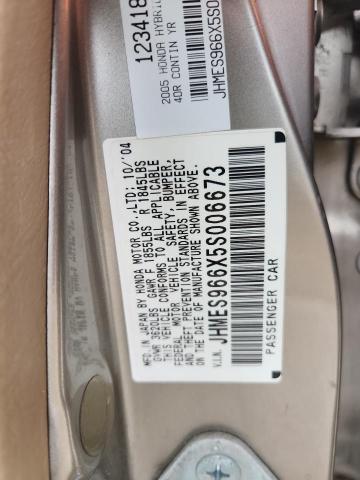 123418
2005 HONDA HYBRI
4DR CONTIN YR
JHMES966X5S0
MFD. IN JAPAN BY HONDA MOTOR CO., LTD. 10/'04
GVWR 3620LBS GAWR F 1855LBS R 1845LBS
THIS VEHICLE CONFORMS TO ALL APPLICABLE
FEDERAL MOTOR VEHICLE SAFETY, BUMPER,
AND THEFT PREVENTION STANDARDS IN EFFECT
ON THE DATE OF MANUFACTURE SHOWN ABOVE.
V.I.N. JHMES966X5S006673
PASSENGER CAR